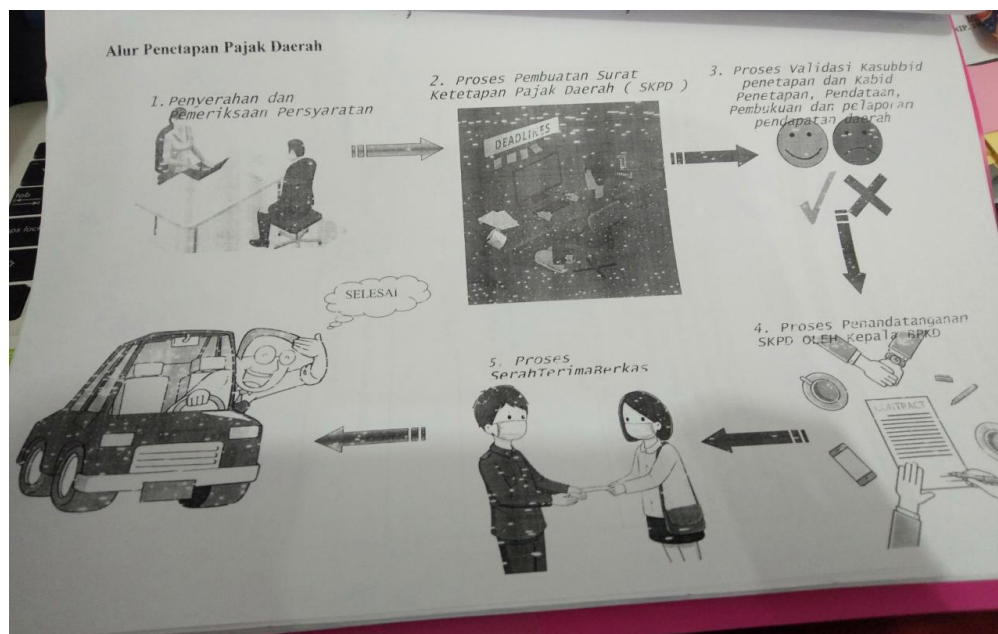 Alur Penetapan Pajak Daerah
1. Penyerahan dan
Pemeriksaan Persyaratan
2. Proses Pembuatan Surat
Ketetapan Pajak Daerah ( SKPD )
DEADLINES
3. Proses Validasi Kasubbid
penetapan dan Kabid
Penetapan, Pendataan,
Pembukuan dan pelaporan
pendapatan daerah
4. Proses Penandatanganan
SKPD OLEH Kepala BPKD
CONTRACT
5. Proses
SerahTerimaBerkas
SELESAI